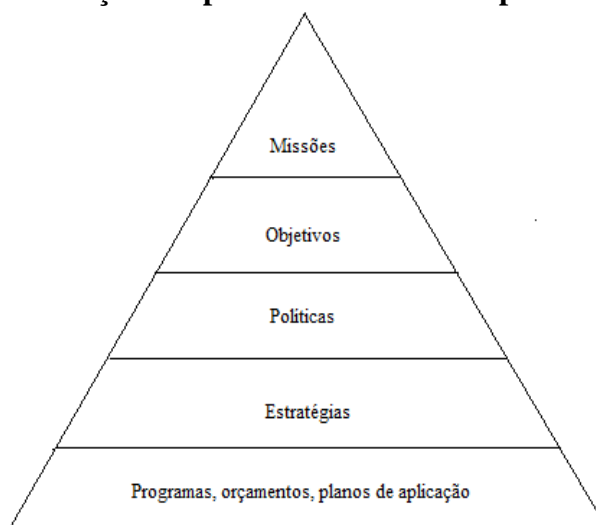 Missões
Objetivos
Políticas
Estratégias
Programas, orçamentos, planos de aplicação